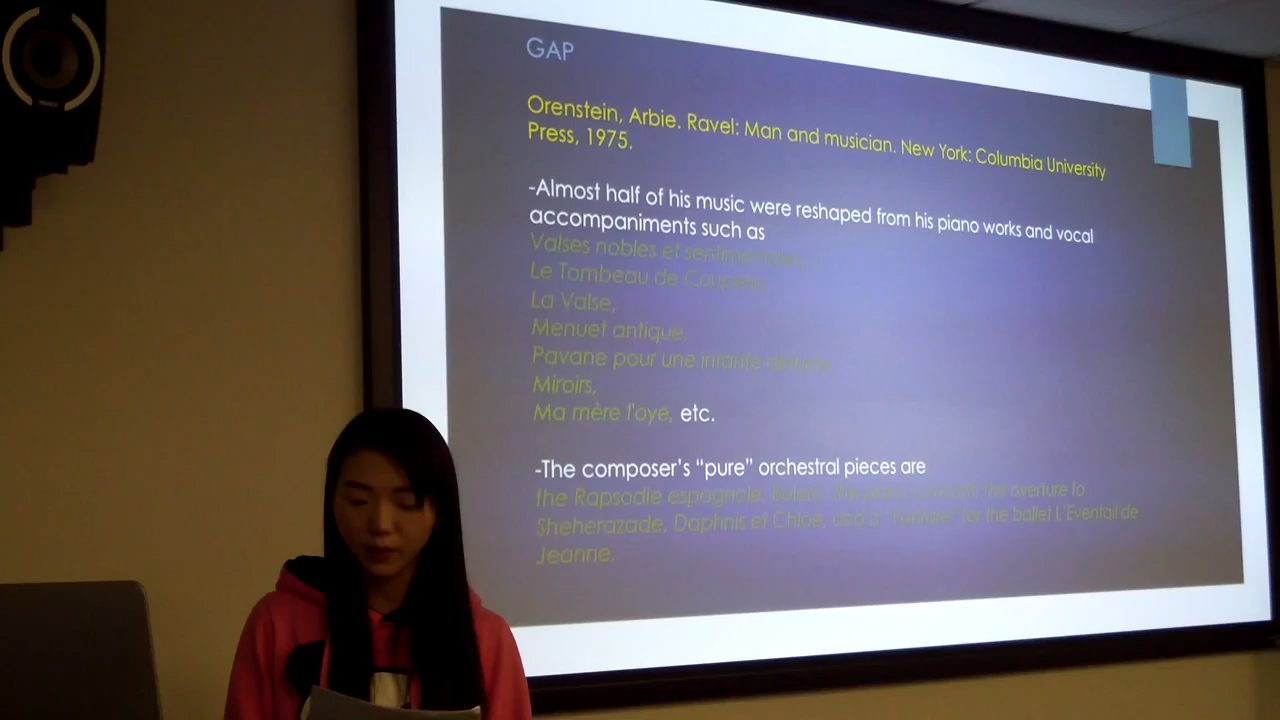 GAP
Orenstein, Arbie. Ravel: Man and musician. New York: Columbia University
Press, 1975.
-Almost half of his music were reshaped from his piano works and vocal
accompaniments such as
Valses nobles et sentimentales,
Le Tombeau de Couperin,
La Valse,
Menuet antique,
Pavane pour une infante défunte,
Miroirs,
Ma mère l'oye, etc.
-The composer's “pure” orchestral pieces are
the Rapsodie espagnole, Bolero, the piano concerti, the overture to
Sheherazade, Daphnis et Chloe, and a “Fanfare” for the ballet L'Eventail de
Jeanne.